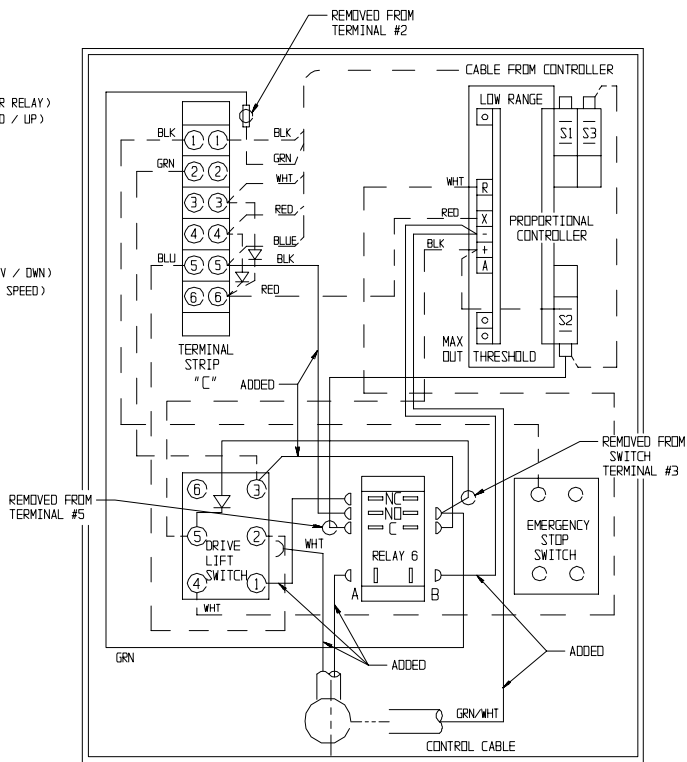 REMOVED FROM
TERMINAL #2
R RELAY)
D / UP)
CABLE FROM CONTROLLER
LOW RANGE
S1 S3
BLK
1 1
BLK
GRN
GRN
2 2
WHT
3 3
RED
4 4
BLUE
BLU
5 5
BLK
6 6
RED
WHT
R
RED
X
-
BLK
+
A
PROPORTIONAL
CONTROLLER
V / DWN)
SPEED)
S2
MAX
OUT THRESHOLD
TERMINAL
STRIP
"C"
ADDED
REMOVED FROM
SWITCH
TERMINAL #3
REMOVED FROM
TERMINAL #5
6 3
5 2
4 1
DRIVE
LIFT
SWITCH
WHT
WHT
NC
NO
C
RELAY 6
A B
EMERGENCY
STOP
SWITCH
GRN
ADDED
ADDED
GRN/WHT
CONTROL CABLE